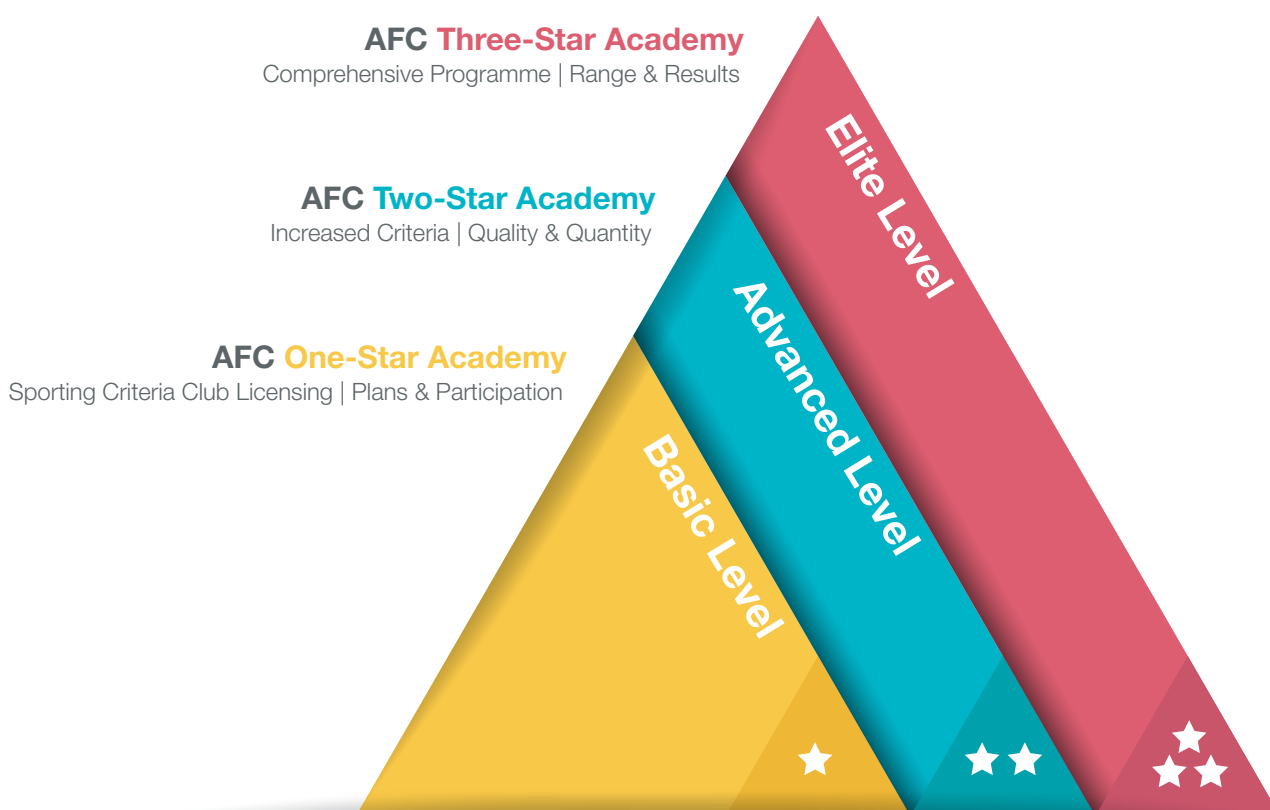 AFC Three-Star Academy
Comprehensive Programme | Range & Results
Elite Level
AFC Two-Star Academy
Increased Criteria | Quality & Quantity
Advanced Level
AFC One-Star Academy
Sporting Criteria Club Licensing | Plans & Participation
Basic Level